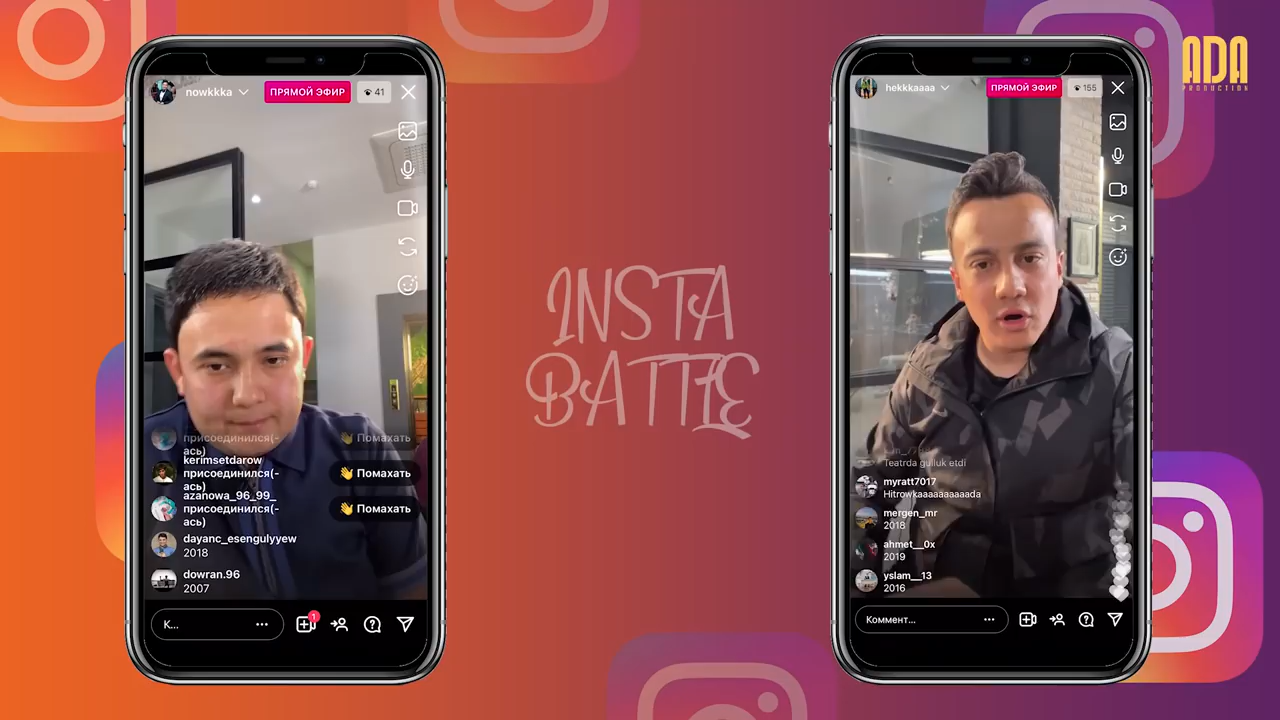 nowkkka
ПРЯМОЙ ЭФИР
41
присоединился(-
ась)
Помахать
kerimsetdarow
присоединился(-
ась)
Помахать
azanowa_96_99_
присоединился(-
ась)
Помахать
dayanc_esengulyyew
2018
dowran.96
2007
К...
1
INSTA
BATTLE
hekkkaaaa
ПРЯМОЙ ЭФИР
155
Teatrda gulluk etdi
myratt7017
Hitrowkaaaaaaaaaada
mergen_mr
2018
ahmet__0x
2019
yslam__13
2016
Коммент...
ADA
PRODUCTION